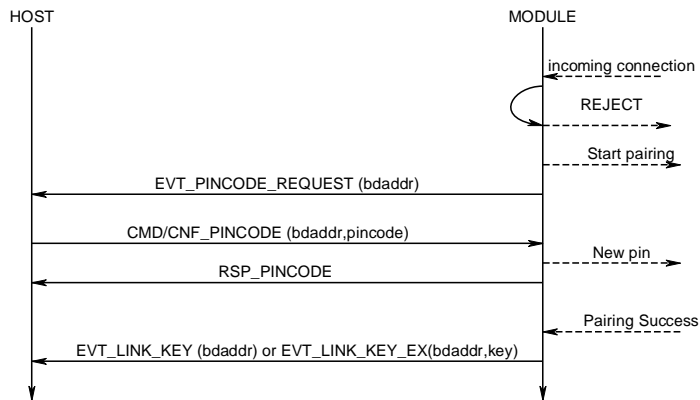 HOST MODULE
incoming connection
REJECT
Start pairing
EVT_PINCODE_REQUEST (bdaddr)
CMD/CNF_PINCODE (bdaddr,pincode)
New pin
RSP_PINCODE
Pairing Success
EVT_LINK_KEY (bdaddr) or EVT_LINK_KEY_EX(bdaddr,key)